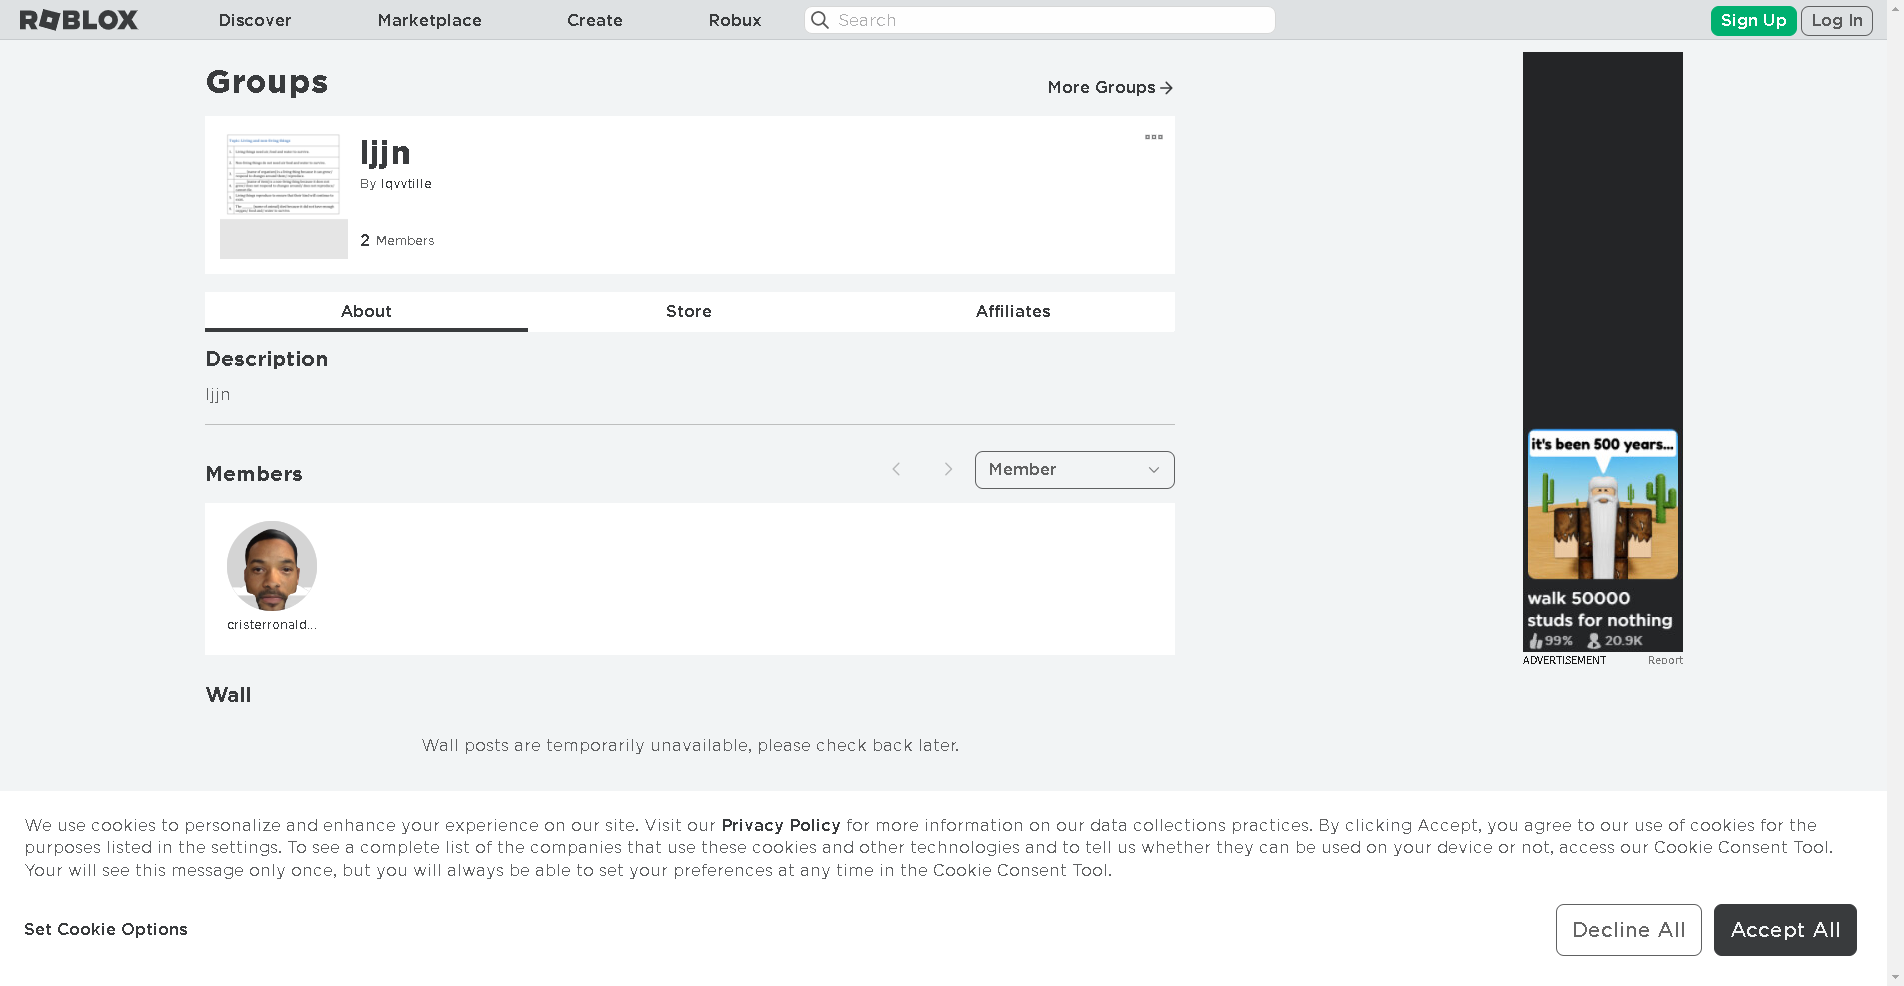 ROBLOX
Discover
Marketplace
Create
Robux
Search
Sign Up
Log In
Groups
More Groups
ljjn
By lqvvtille
2 Members
About
Store
Affiliates
Description
ljjn
Members
Member
cristerronald...
Wall
Wall posts are temporarily unavailable, please check back later.
it's been 500 years...
walk 50000
studs for nothing
99% 20.9K
ADVERTISEMENT
Report
We use cookies to personalize and enhance your experience on our site. Visit our Privacy Policy for more information on our data collections practices. By clicking Accept, you agree to our use of cookies for the
purposes listed in the settings. To see a complete list of the companies that use these cookies and other technologies and to tell us whether they can be used on your device or not, access our Cookie Consent Tool.
Your will see this message only once, but you will always be able to set your preferences at any time in the Cookie Consent Tool.
Set Cookie Options
Decline All
Accept All